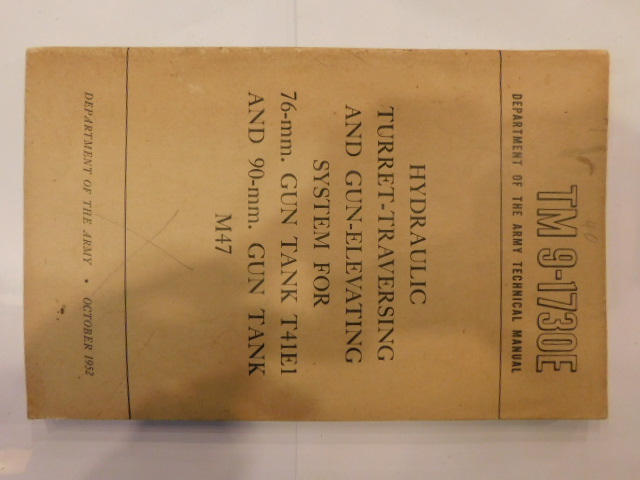 TM 9-1730E
DEPARTMENT OF THE ARMY TECHNICAL MANUAL
HYDRAULIC
TURRET-TRAVERSING
AND GUN-ELEVATING
SYSTEM FOR
76-mm. GUN TANK T41E1
AND 90-mm. GUN TANK
M47
DEPARTMENT OF THE ARMY • OCTOBER 1952